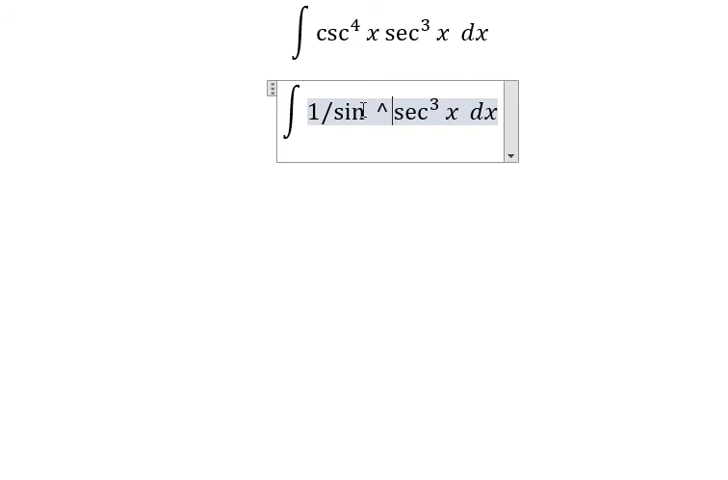 ∫ csc⁴ x sec³ x dx
∫ 1/sin ^ sec³ x dx